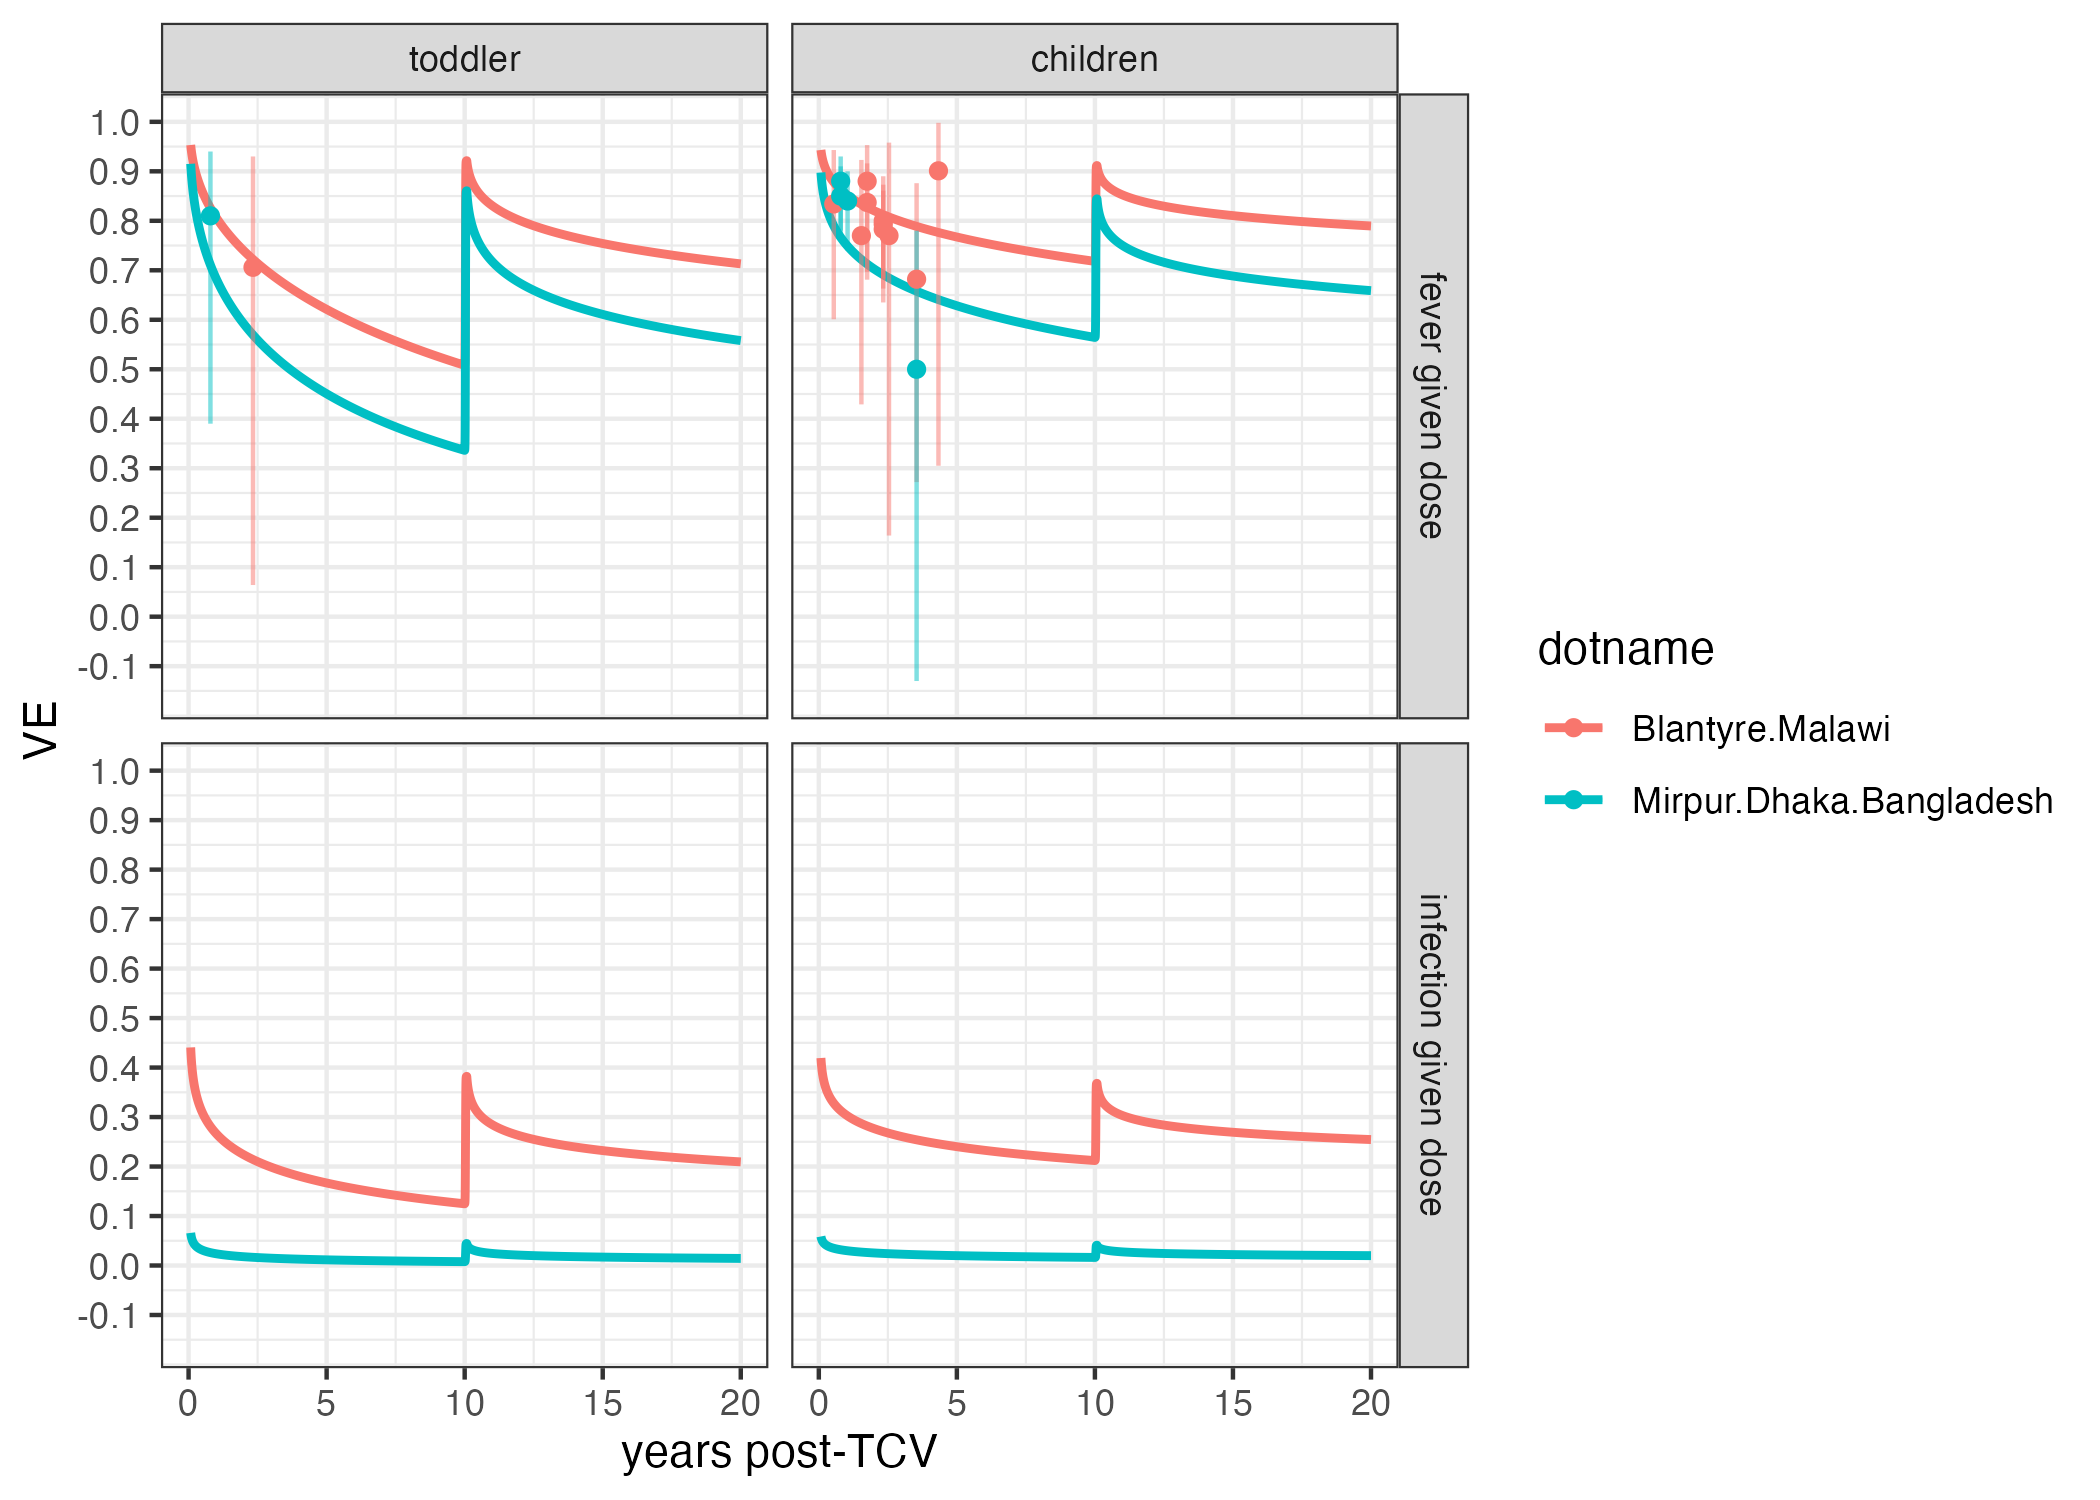 toddler
children
1.0
0.9
0.8
0.7
0.6
0.5
0.4
0.3
0.2
0.1
0.0
-0.1
fever given dose
VE
1.0
0.9
0.8
0.7
0.6
0.5
0.4
0.3
0.2
0.1
0.0
-0.1
infection given dose
0 5 10 15 20
0 5 10 15 20
years post-TCV
dotname
Blantyre.Malawi
Mirpur.Dhaka.Bangladesh